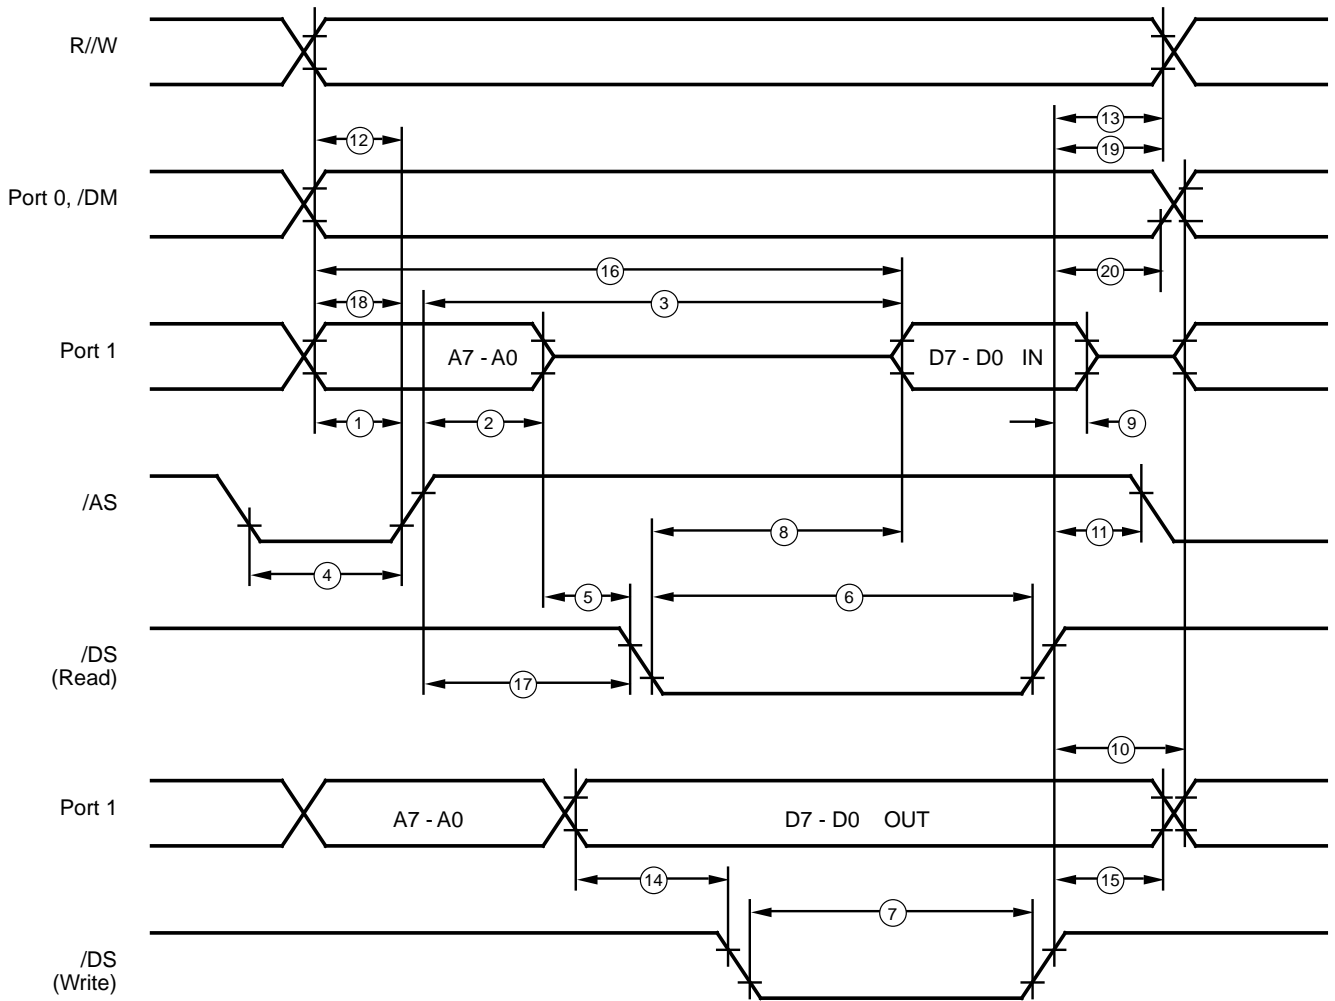 R//W
12
13
19
Port 0, /DM
16
20
18
3
Port 1
A7 - A0
D7 - D0 IN
1
2
9
/AS
8
11
4
5
6
/DS
(Read)
17
10
Port 1
A7 - A0
D7 - D0 OUT
14
15
7
/DS
(Write)